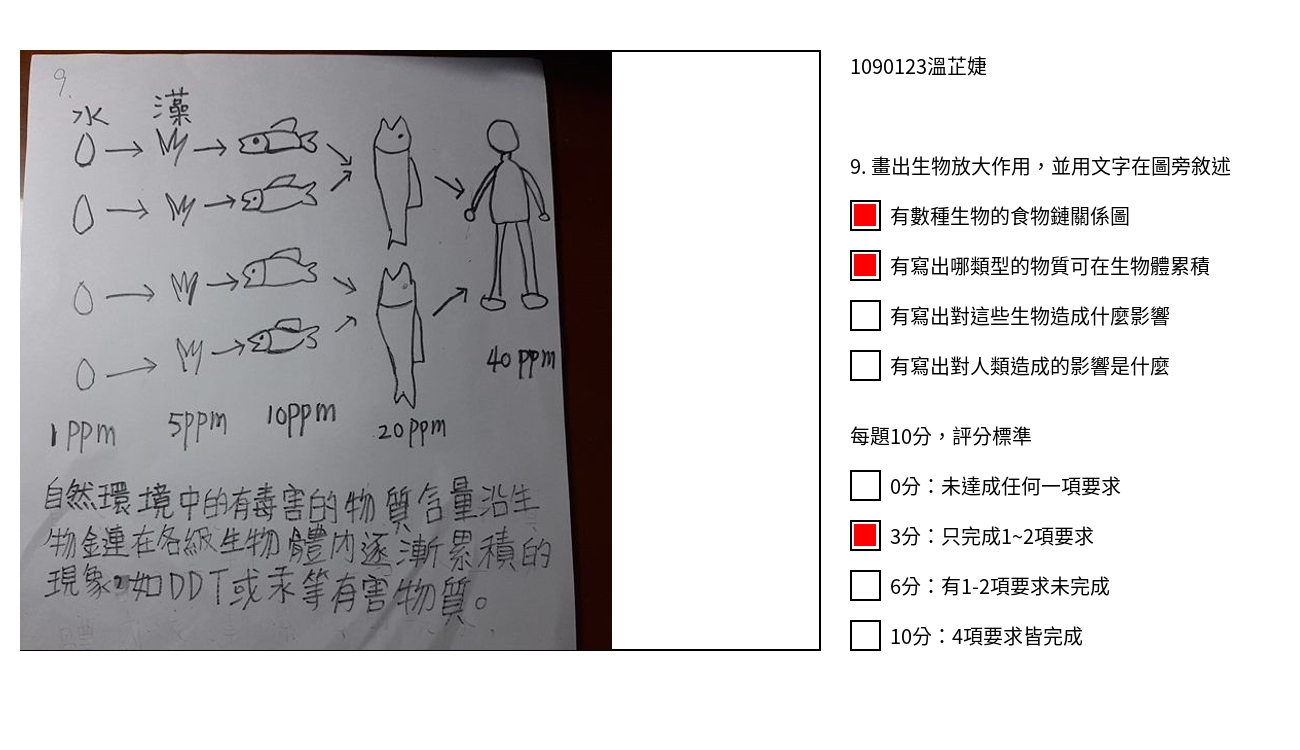 9.
水 藻
40 ppm
1 ppm 5ppm 10ppm 20ppm
自然環境中的有毒害的物質含量沿生
物鏈在各級生物體內逐漸累積的
現象。如DDT或汞等有害物質。
1090123溫芷婕
9. 畫出生物放大作用，並用文字在圖旁敘述
有數種生物的食物鏈關係圖
有寫出哪類型的物質可在生物體累積
有寫出對這些生物造成什麼影響
有寫出對人類造成的影響是什麼
每題10分，評分標準
0分：未達成任何一項要求
3分：只完成1~2項要求
6分：有1-2項要求未完成
10分：4項要求皆完成